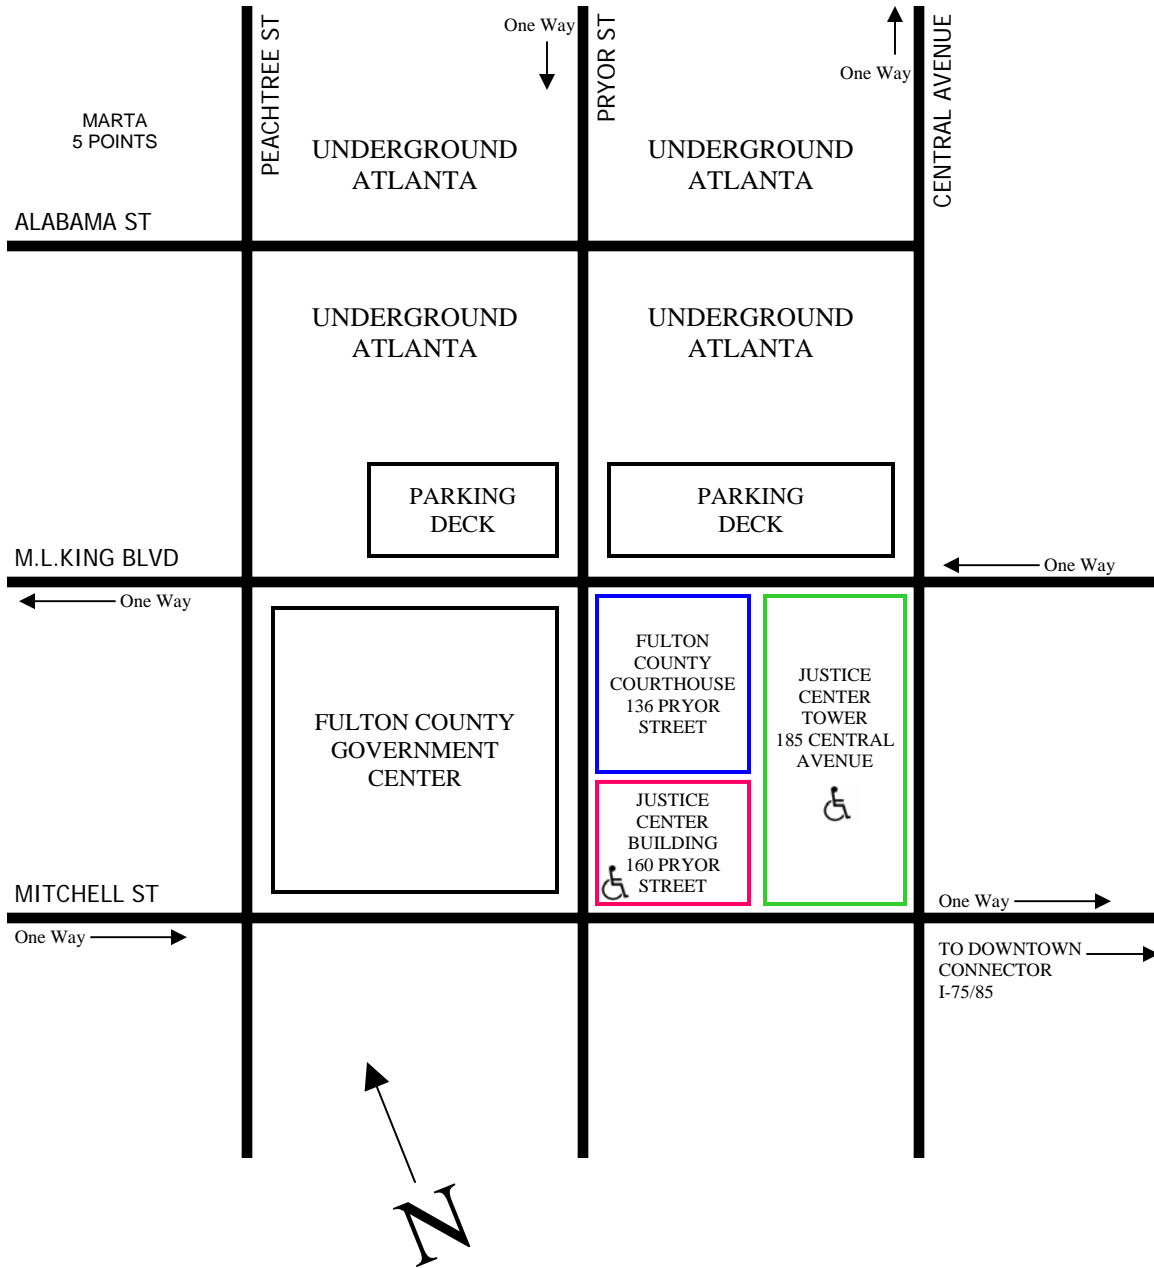 PEACHTREE ST
One Way
PRYOR ST
One Way
CENTRAL AVENUE
MARTA
5 POINTS
UNDERGROUND
ATLANTA
UNDERGROUND
ATLANTA
ALABAMA ST
UNDERGROUND
ATLANTA
UNDERGROUND
ATLANTA
PARKING
DECK
PARKING
DECK
M.L.KING BLVD
One Way
One Way
FULTON COUNTY
GOVERNMENT
CENTER
FULTON
COUNTY
COURTHOUSE
136 PRYOR
STREET
JUSTICE
CENTER
TOWER
185 CENTRAL
AVENUE
JUSTICE
CENTER
BUILDING
160 PRYOR
STREET
MITCHELL ST
One Way
One Way
TO DOWNTOWN
CONNECTOR
I-75/85
N